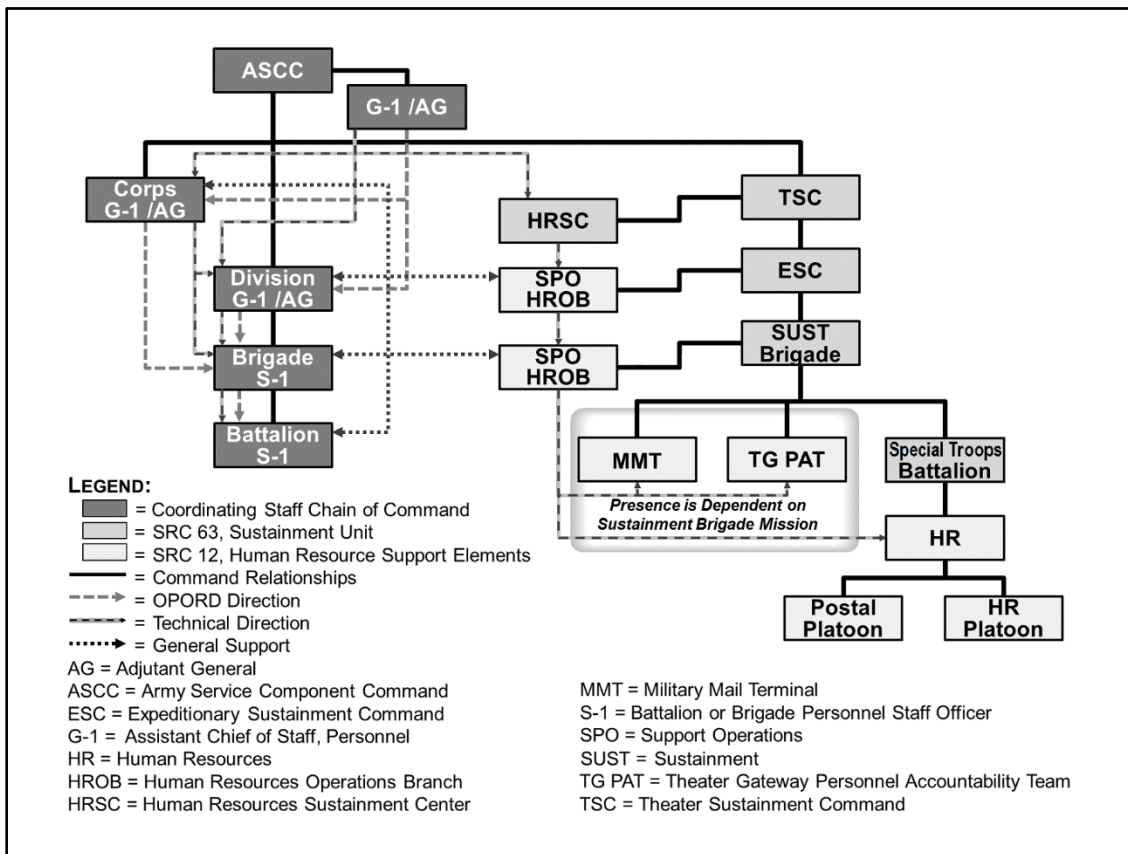 ASCC
G-1 /AG
Corps
G-1 /AG
TSC
HRSC
Division
G-1 /AG
SPO
HROB
ESC
Brigade
S-1
SPO
HROB
SUST
Brigade
Battalion
S-1
MMT
TG PAT
Special Troops
Battalion
Presence is Dependent on
Sustainment Brigade Mission
HR
Postal
Platoon
HR
Platoon
LEGEND:
= Coordinating Staff Chain of Command
= SRC 63, Sustainment Unit
= SRC 12, Human Resource Support Elements
= Command Relationships
= OPORD Direction
= Technical Direction
= General Support
AG = Adjutant General
ASCC = Army Service Component Command
ESC = Expeditionary Sustainment Command
G-1 = Assistant Chief of Staff, Personnel
HR = Human Resources
HROB = Human Resources Operations Branch
HRSC = Human Resources Sustainment Center
MMT = Military Mail Terminal
S-1 = Battalion or Brigade Personnel Staff Officer
SPO = Support Operations
SUST = Sustainment
TG PAT = Theater Gateway Personnel Accountability Team
TSC = Theater Sustainment Command